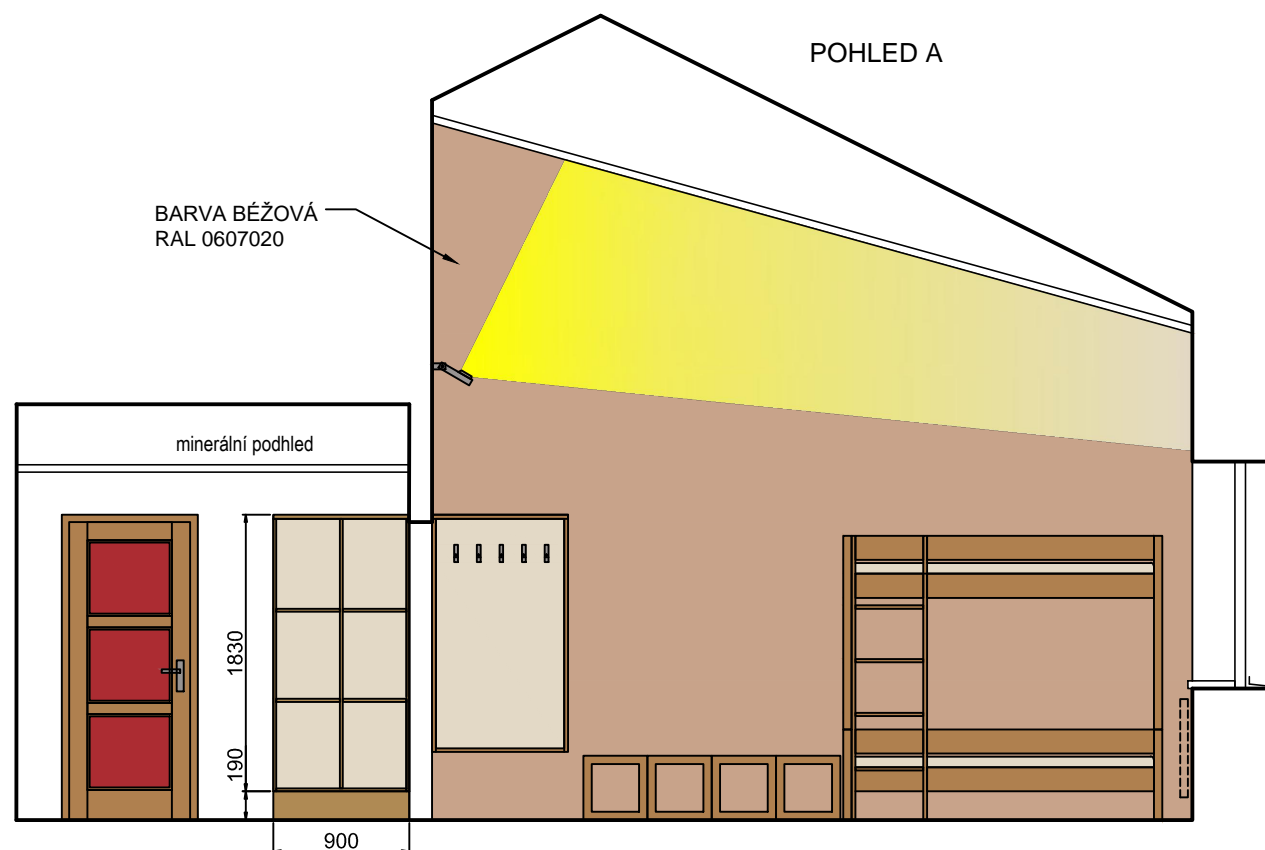 POHLED A
BARVA BÉŽOVÁ
RAL 0607020
minerální podhled
1830
190
900